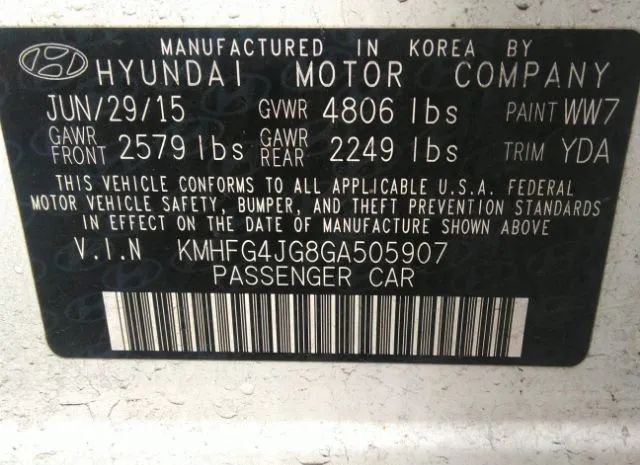 MANUFACTURED IN KOREA BY
HYUNDAI MOTOR COMPANY
JUN/29/15 GVWR 4806 lbs PAINT WW7
GAWR FRONT 2579 lbs GAWR REAR 2249 lbs TRIM YDA
THIS VEHICLE CONFORMS TO ALL APPLICABLE U.S.A. FEDERAL
MOTOR VEHICLE SAFETY, BUMPER, AND THEFT PREVENTION STANDARDS
IN EFFECT ON THE DATE OF MANUFACTURE SHOWN ABOVE.
V.I.N KMHFG4JG8GA505907
PASSENGER CAR